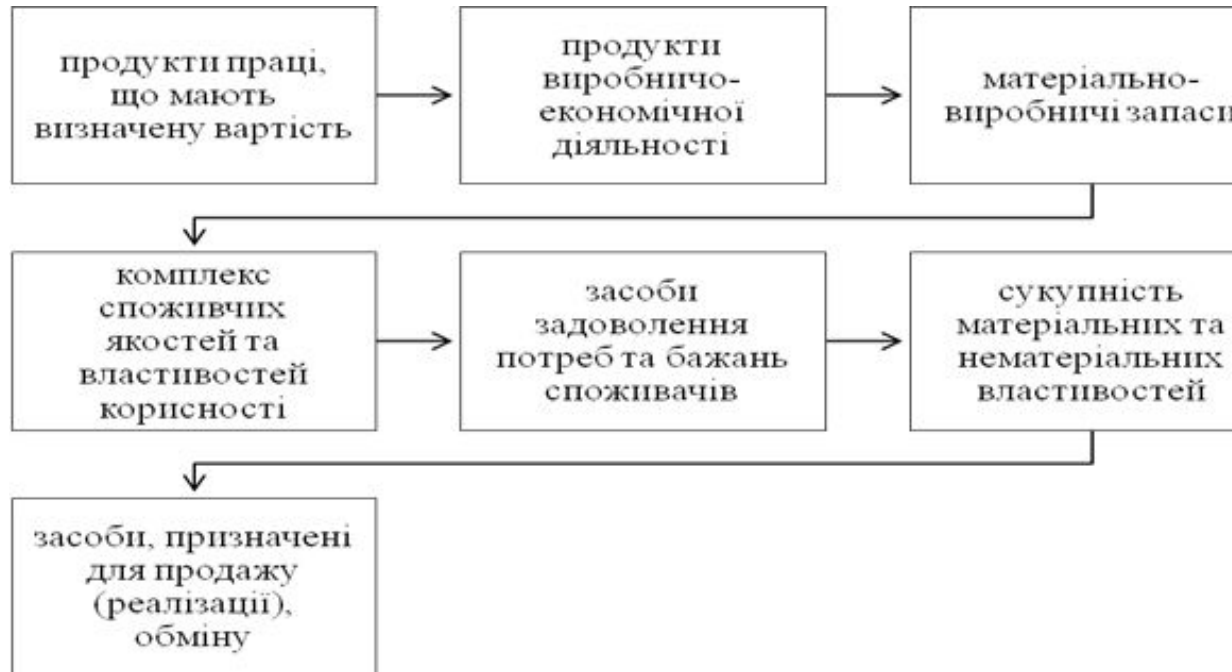 продукти праці,
що мають
визначену вартість
продукти
виробничо-
економічної
діяльності
матеріально-
виробничі запаси
комплекс
споживчих
якостей та
властивостей
корисності
засоби
задоволення
потреб та бажань
споживачів
сукупність
матеріальних та
нематеріальних
властивостей
засоби, призначені
для продажу
(реалізації),
обміну